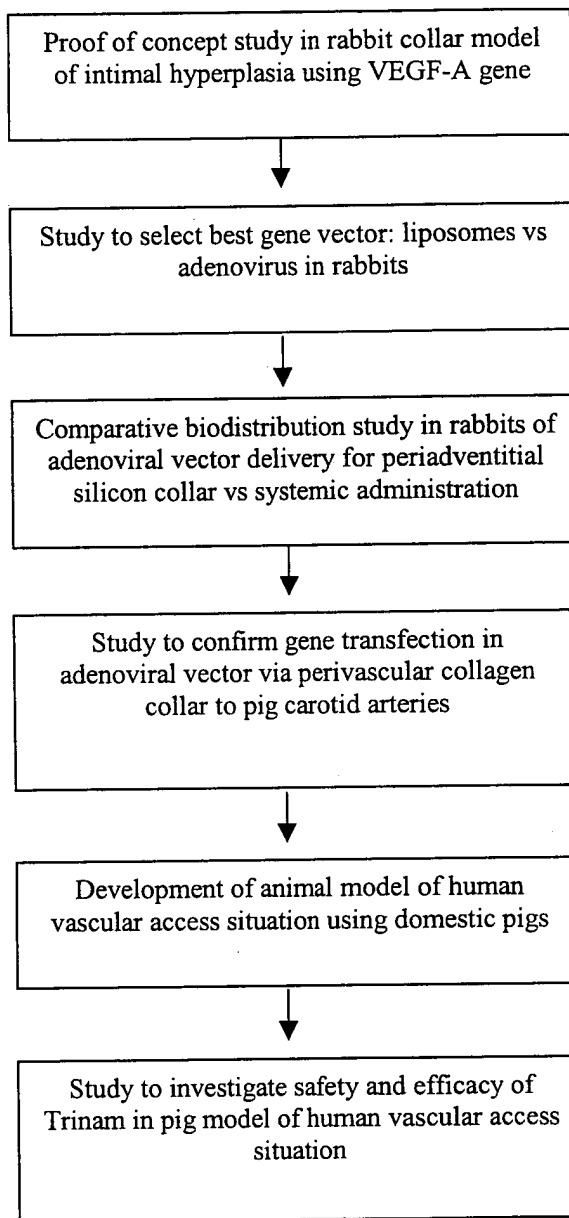 Proof of concept study in rabbit collar model
of intimal hyperplasia using VEGF-A gene
Study to select best gene vector: liposomes vs
adenovirus in rabbits
Comparative biodistribution study in rabbits of
adenoviral vector delivery for periadventitial
silicon collar vs systemic administration
Study to confirm gene transfection in
adenoviral vector via perivascular collagen
collar to pig carotid arteries
Development of animal model of human
vascular access situation using domestic pigs
Study to investigate safety and efficacy of
Trinam in pig model of human vascular access
situation